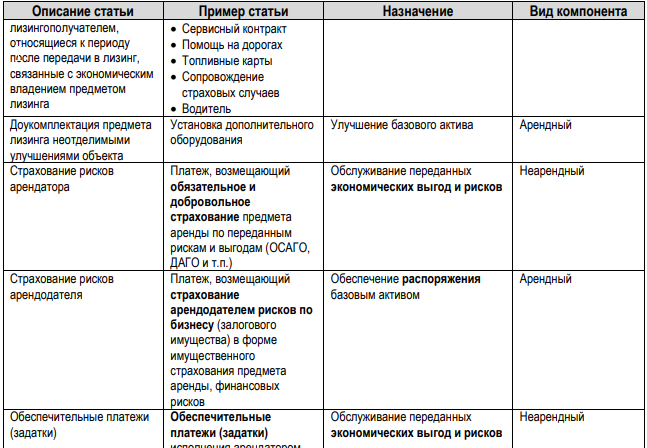 Описание статьи
Пример статьи
Назначение
Вид компонента
лизингополучателем,
относящиеся к периоду
после передачи в лизинг,
связанные с экономическим
владением предметом
лизинга
• Сервисный контракт
• Помощь на дорогах
• Топливные карты
• Сопровождение
страховых случаев
• Водитель
Доукомплектация предмета
лизинга неотделимыми
улучшениями объекта
Установка дополнительного
оборудования
Улучшение базового актива
Арендный
Страхование рисков
арендатора
Платеж, возмещающий
обязательное и
добровольное
страхование предмета
аренды по переданным
рискам и выгодам (ОСАГО,
ДАГО и т.п.)
Обслуживание переданных
экономических выгод и рисков
Неарендный
Страхование рисков
арендодателя
Платеж, возмещающий
страхование
арендодателем рисков по
бизнесу (залогового
имущества) в форме
имущественного
страхования предмета
аренды, финансовых
рисков
Обеспечение распоряжения
базовым активом
Арендный
Обеспечительные платежи
(задатки)
Обеспечительные
платежи (задатки)
исполнения арендатором
Обслуживание переданных
экономических выгод и рисков
Неарендный